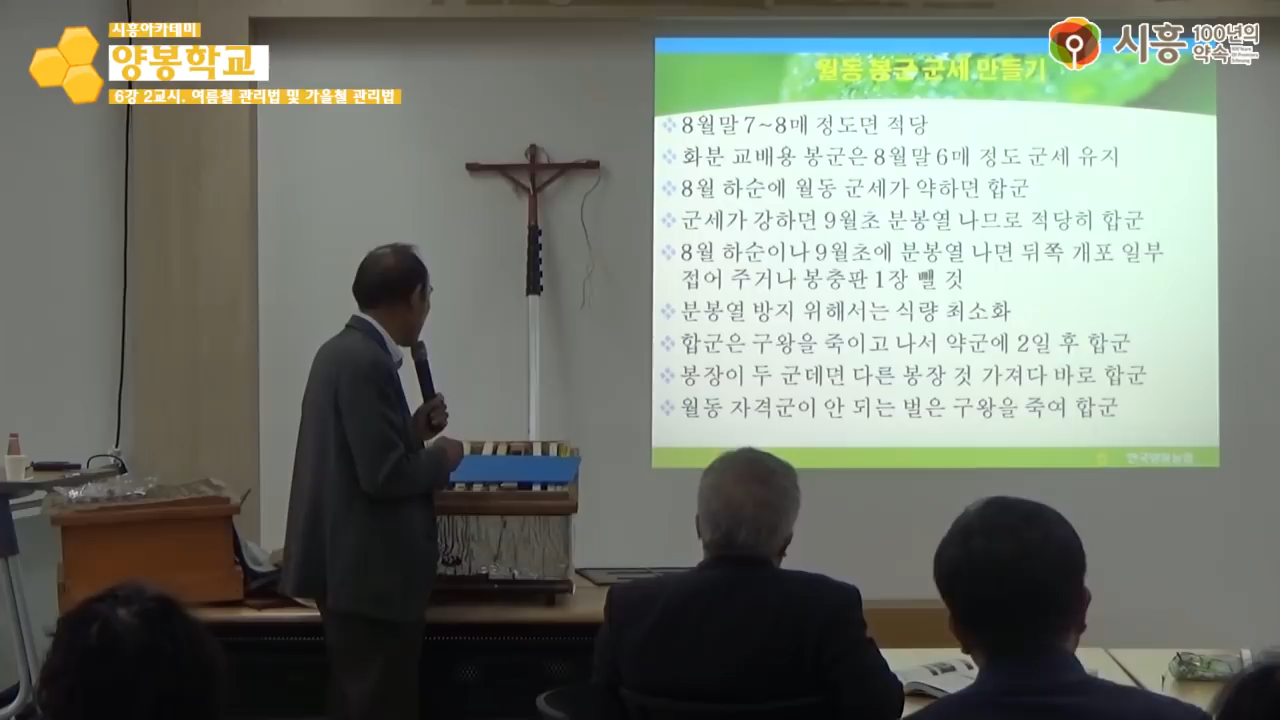 시흥아카데미
양봉학교
6강 2교시. 여름철 관리법 및 가을철 관리법
시흥 100년의
약속
월동 봉군 군세 만들기
8월말 7~8매 정도면 적당
화분 교배용 봉군은 8월말 6매 정도 군세 유지
8월 하순에 월동 군세가 약하면 합군
군세가 강하면 9월초 분봉열 나므로 적당히 합군
8월 하순이나 9월초에 분봉열 나면 뒤쪽 개포 일부
접어 주거나 봉충판 1장 뺄 것
분봉열 방지 위해서는 식량 최소화
합군은 구왕을 죽이고 나서 약군에 2일 후 합군
봉장이 두 군데면 다른 봉장 것 가져다 바로 합군
월동 자격군이 안 되는 벌은 구왕을 죽여 합군